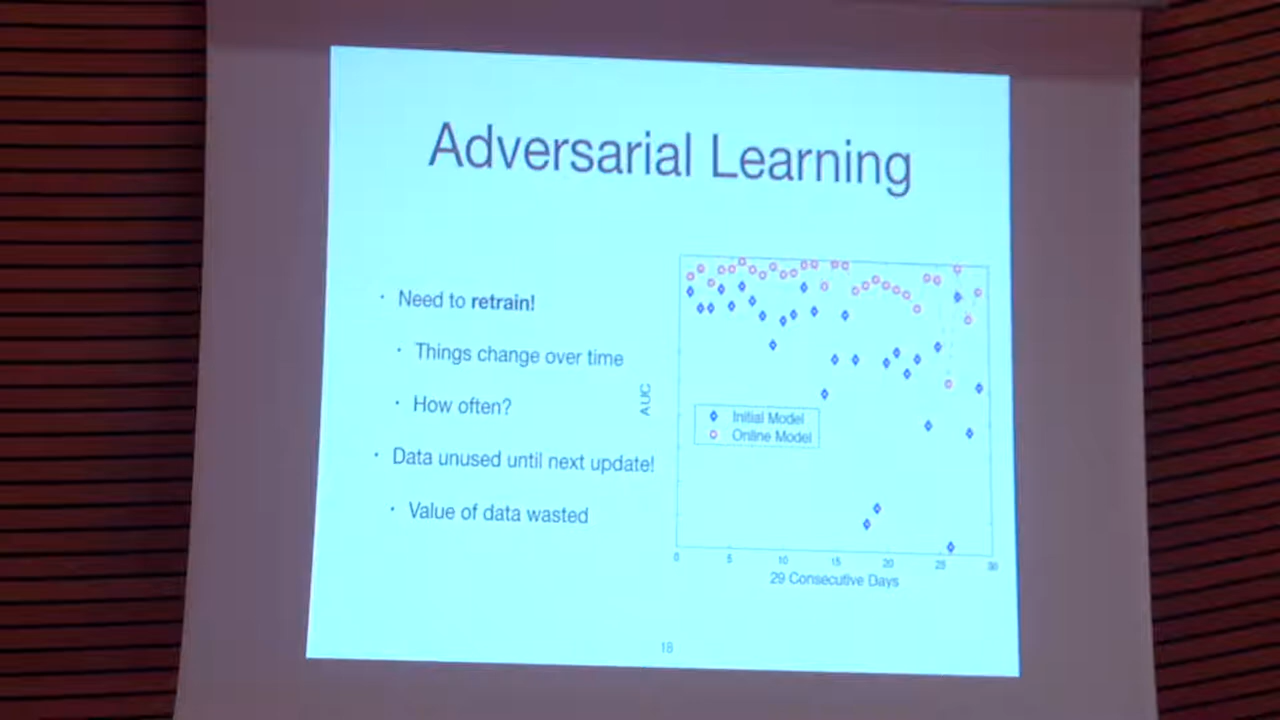 Adversarial Learning
· Need to retrain!
· Things change over time
· How often?
· Data unused until next update!
· Value of data wasted
AUC
Initial Model
Online Model
0 5 10 15 20 25 30
29 Consecutive Days
18